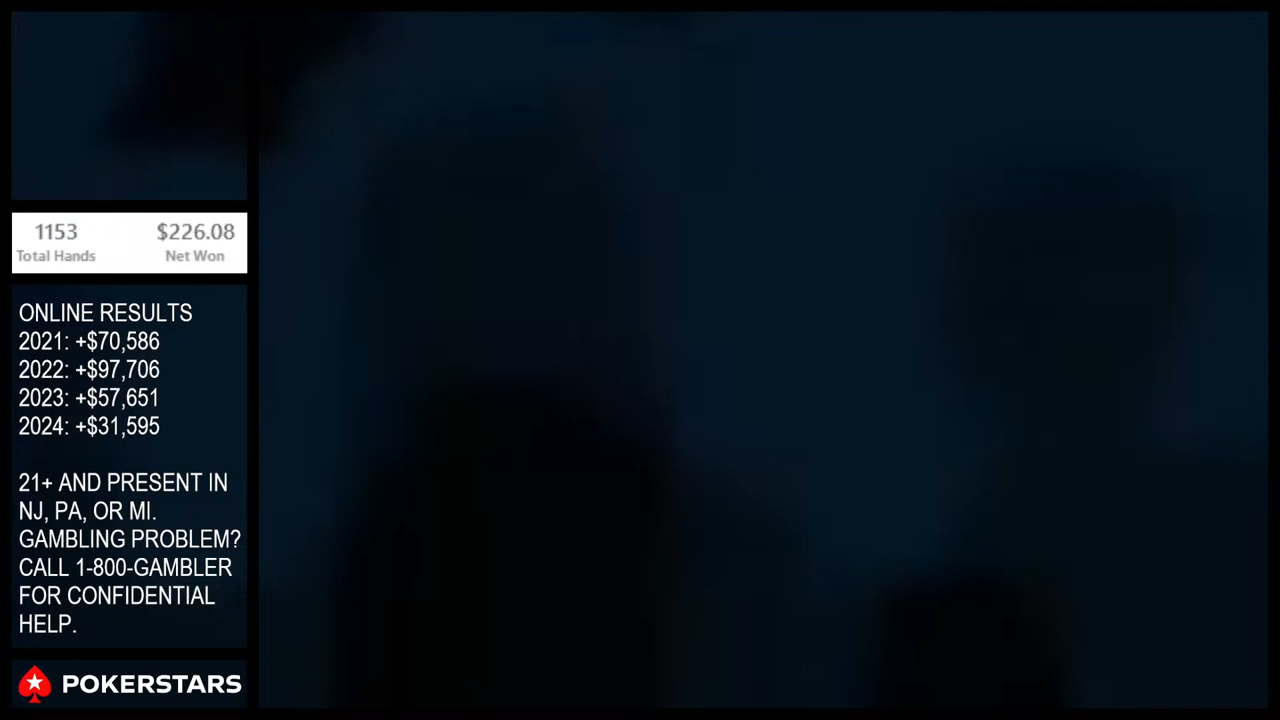 1153 $226.08
Total Hands Net Won
ONLINE RESULTS
2021: +$70,586
2022: +$97,706
2023: +$57,651
2024: +$31,595
21+ AND PRESENT IN
NJ, PA, OR MI.
GAMBLING PROBLEM?
CALL 1-800-GAMBLER
FOR CONFIDENTIAL
HELP.
POKERSTARS